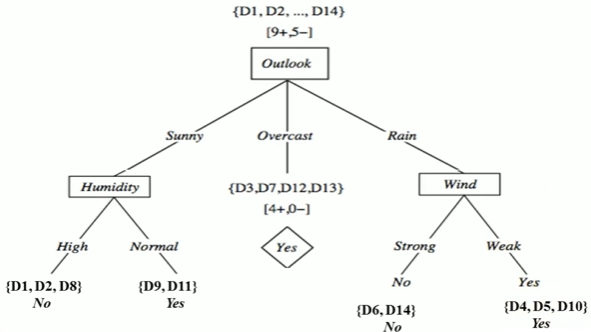 {D1, D2, ..., D14}
[9+,5−]
Outlook
Sunny Overcast Rain
Humidity {D3,D7,D12,D13} Wind
[4+,0−]
High Normal Yes Strong Weak
{D1, D2, D8} {D9, D11} No Yes
No Yes {D6, D14} {D4, D5, D10}
No Yes